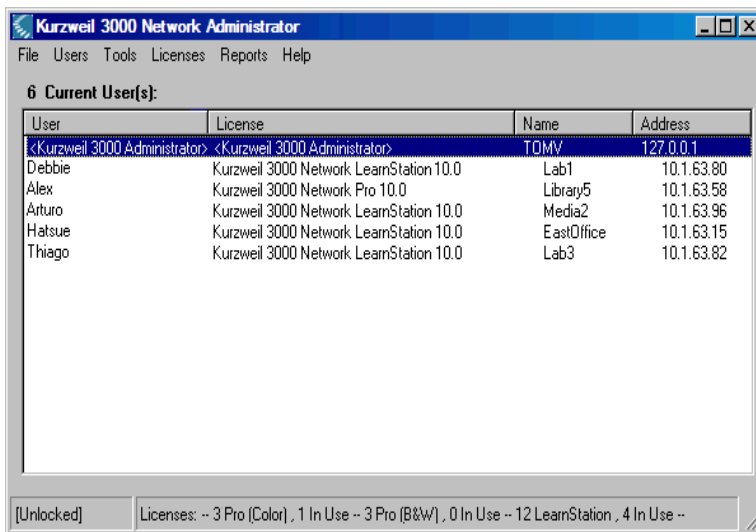 Kurzweil 3000 Network Administrator
File Users Tools Licenses Reports Help
6 Current User(s):
User License Name Address
<Kurzweil 3000 Administrator> <Kurzweil 3000 Administrator> TOMV 127.0.0.1
Debbie Kurzweil 3000 Network LearnStation 10.0 Lab1 10.1.63.80
Alex Kurzweil 3000 Network Pro 10.0 Library5 10.1.63.58
Arturo Kurzweil 3000 Network LearnStation 10.0 Media2 10.1.63.96
Hatsue Kurzweil 3000 Network LearnStation 10.0 EastOffice 10.1.63.15
Thiago Kurzweil 3000 Network LearnStation 10.0 Lab3 10.1.63.82
[Unlocked] Licenses: -- 3 Pro (Color) , 1 In Use -- 3 Pro (B&W) , 0 In Use -- 12 LearnStation , 4 In Use --